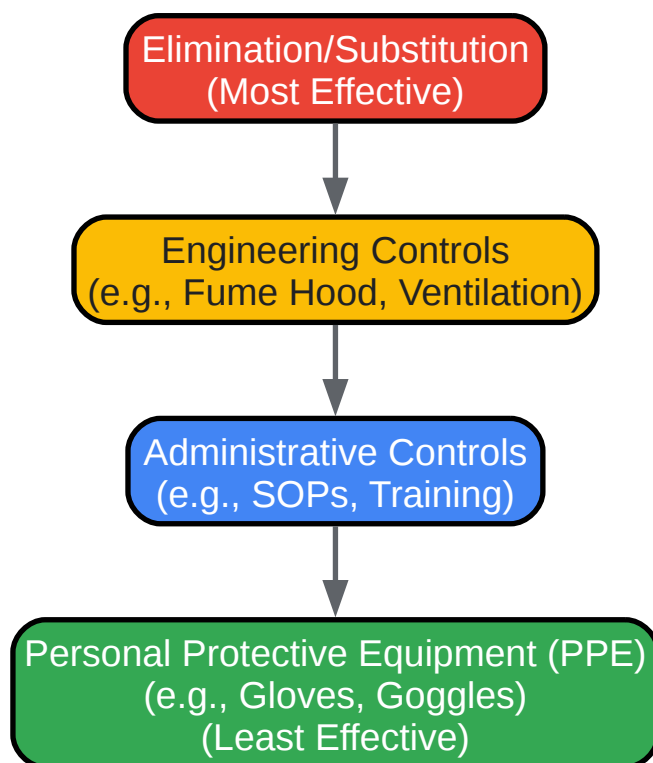 Elimination/Substitution
(Most Effective)
Engineering Controls
(e.g., Fume Hood, Ventilation)
Administrative Controls
(e.g., SOPs, Training)
Personal Protective Equipment (PPE)
(e.g., Gloves, Goggles)
(Least Effective)